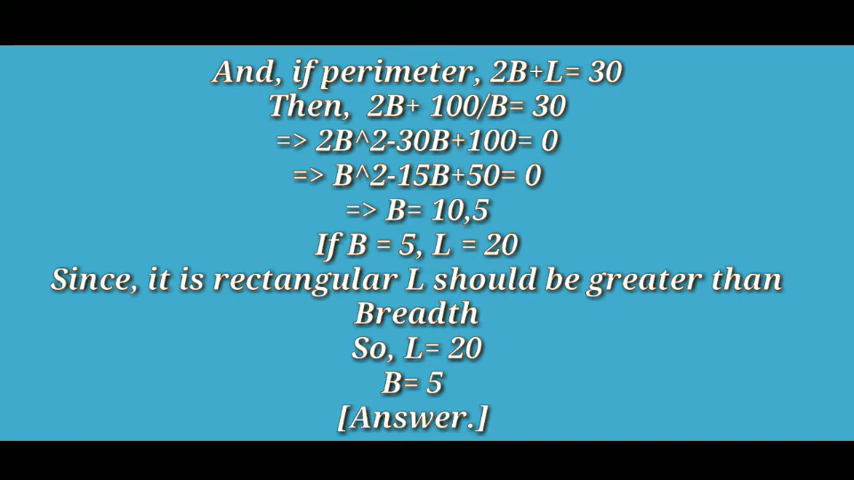 And, if perimeter, 2B+L= 30
Then, 2B+ 100/B= 30
=> 2B^2-30B+100= 0
=> B^2-15B+50= 0
=> B= 10,5
If B = 5, L = 20
Since, it is rectangular L should be greater than
Breadth
So, L= 20
B= 5
[Answer.]